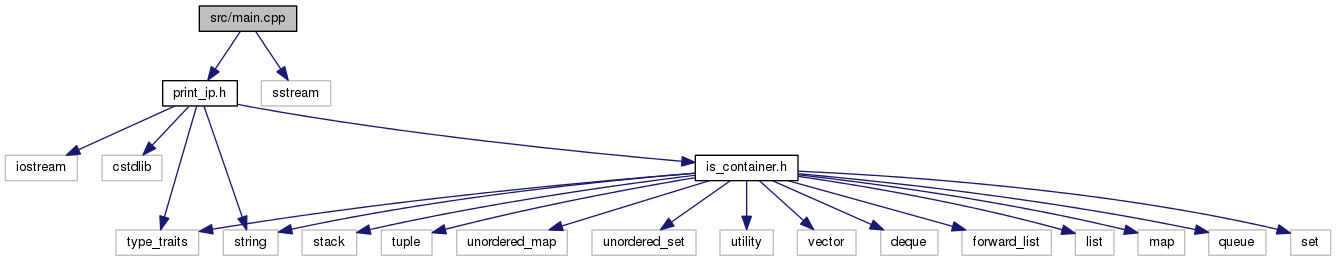 src/main.cpp
print_ip.h
sstream
iostream
cstdlib
is_container.h
type_traits
string
stack
tuple
unordered_map
unordered_set
utility
vector
deque
forward_list
list
map
queue
set